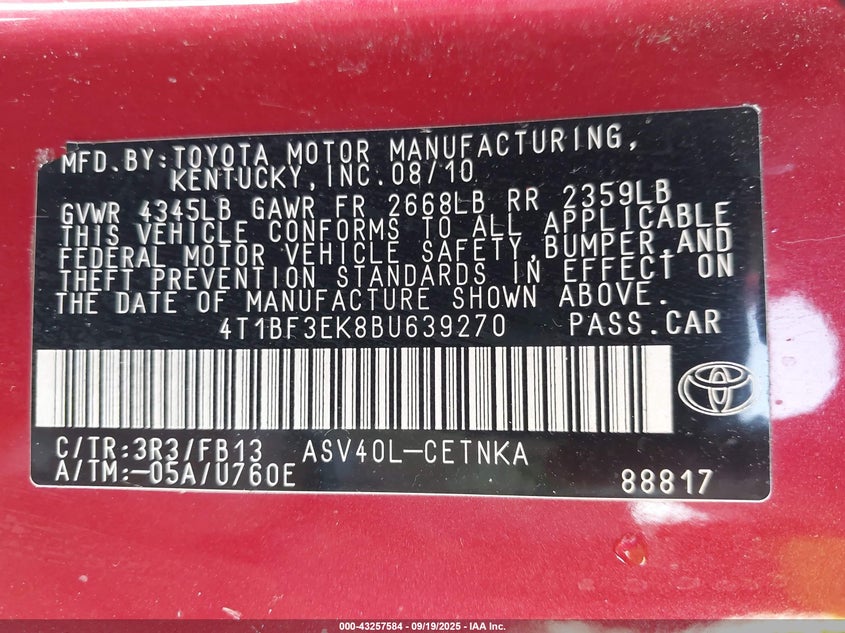 MFD. BY: TOYOTA MOTOR MANUFACTURING,
KENTUCKY, INC. 08/10
GVWR 4345LB GAWR FR 2668LB RR 2359LB
THIS VEHICLE CONFORMS TO ALL APPLICABLE
FEDERAL MOTOR VEHICLE SAFETY, BUMPER, AND
THEFT PREVENTION STANDARDS IN EFFECT ON
THE DATE OF MANUFACTURE SHOWN ABOVE.
4T1BF3EK8BU639270 PASS.CAR
C/TR:3R3/FB13 ASV40L-CETNKA
A/TM:-05A/U760E 88817
000-43257584 - 09/19/2025 - IAA Inc.